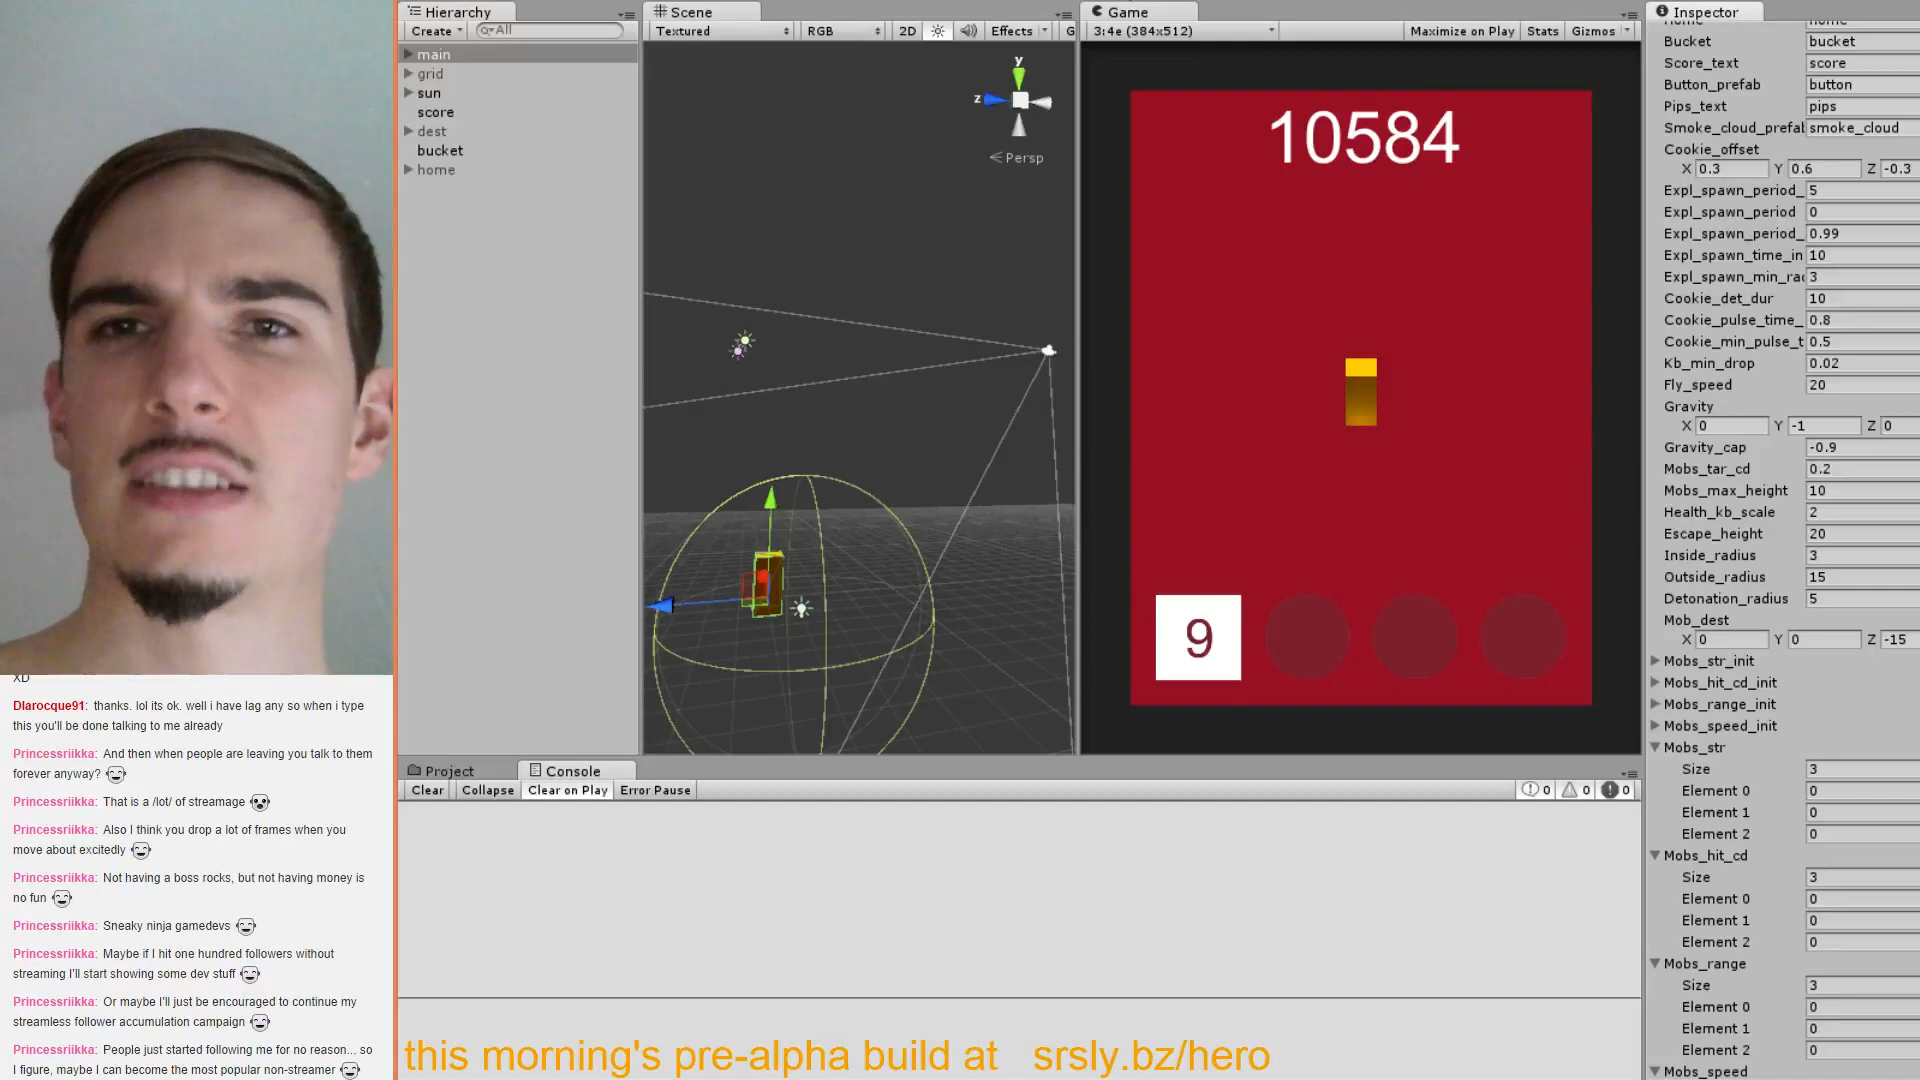 Hierarchy
Create
All
main
grid
sun
score
dest
bucket
home
Scene
Textured
RGB
2D
Effects
G
y
z
Persp
Game
3:4e (384x512)
Maximize on Play
Stats
Gizmos
10584
9
Inspector
Bucket bucket
Score_text score
Button_prefab button
Pips_text pips
Smoke_cloud_prefal smoke_cloud
Cookie_offset
X 0.3 Y 0.6 Z -0.3
Expl_spawn_period_ 5
Expl_spawn_period 0
Expl_spawn_period_ 0.99
Expl_spawn_time_in 10
Expl_spawn_min_rac 3
Cookie_det_dur 10
Cookie_pulse_time_ 0.8
Cookie_min_pulse_t 0.5
Kb_min_drop 0.02
Fly_speed 20
Gravity
X 0 Y -1 Z 0
Gravity_cap -0.9
Mobs_tar_cd 0.2
Mobs_max_height 10
Health_kb_scale 2
Escape_height 20
Inside_radius 3
Outside_radius 15
Detonation_radius 5
Mob_dest
X 0 Y 0 Z -15
Mobs_str_init
Mobs_hit_cd_init
Mobs_range_init
Mobs_speed_init
Mobs_str
Size 3
Element 0 0
Element 1 0
Element 2 0
Mobs_hit_cd
Size 3
Element 0 0
Element 1 0
Element 2 0
Mobs_range
Size 3
Element 0 0
Element 1 0
Element 2 0
Mobs_speed
Project
Console
Clear
Collapse
Clear on Play
Error Pause
0 0 0
XD
Dlarocque91: thanks. lol its ok. well i have lag any so when i type
this you'll be done talking to me already
Princessriikka: And then when people are leaving you talk to them
forever anyway?
Princessriikka: That is a /lot/ of streamage
Princessriikka: Also I think you drop a lot of frames when you
move about excitedly
Princessriikka: Not having a boss rocks, but not having money is
no fun
Princessriikka: Sneaky ninja gamedevs
Princessriikka: Maybe if I hit one hundred followers without
streaming I'll start showing some dev stuff
Princessriikka: Or maybe I'll just be encouraged to continue my
streamless follower accumulation campaign
Princessriikka: People just started following me for no reason... so
I figure, maybe I can become the most popular non-streamer
this morning's pre-alpha build at srsly.bz/hero